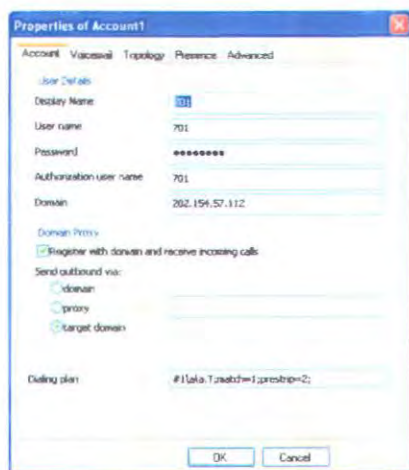 Properties of Account1
Account Voicemail Topology Presence Advanced
User Details
Display Name 701
User name 701
Password ●●●●●●●●
Authorization user name 701
Domain 202.154.57.112
Domain Proxy
Register with domain and receive incoming calls
Send outbound via:
domain
proxy
target domain
Dialing plan #1\a\a.T;match=1;prestrip=2;
OK Cancel